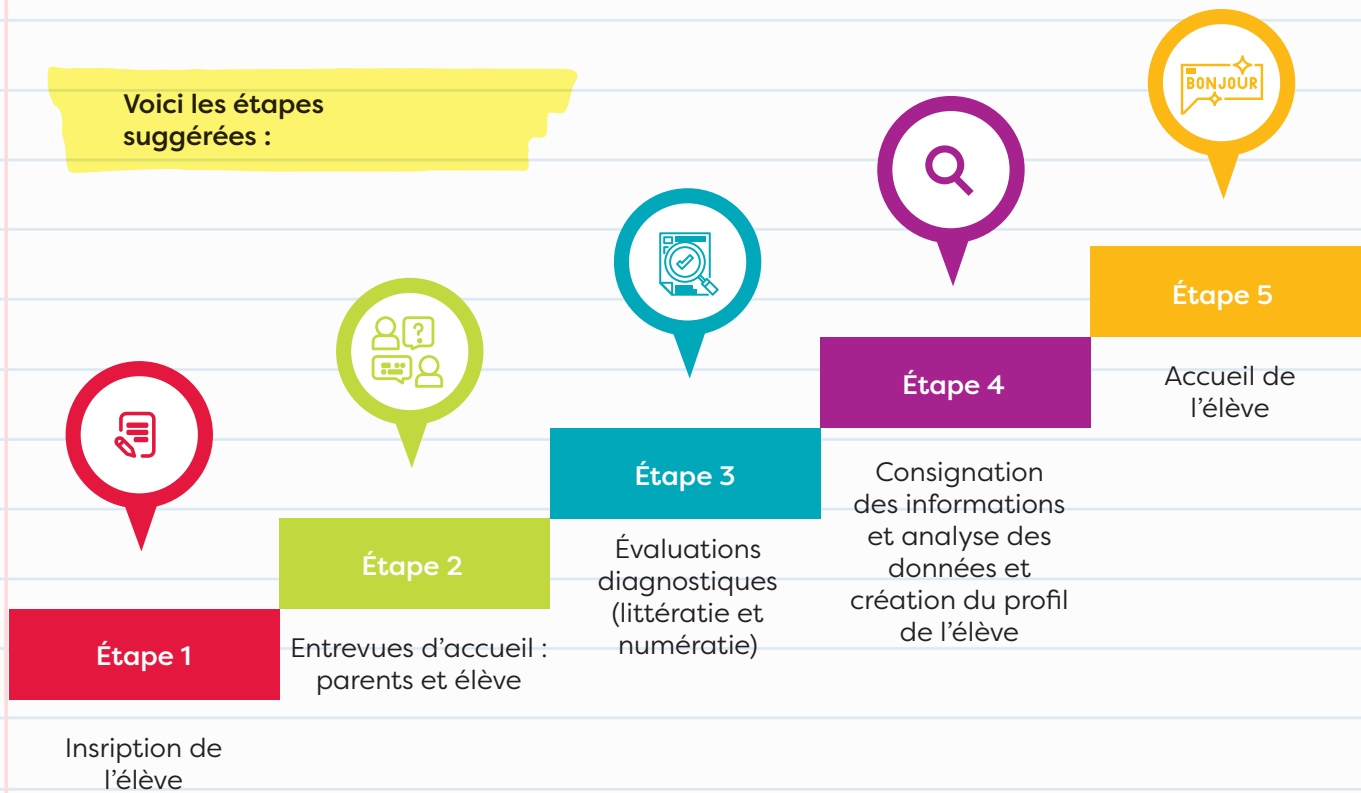 Voici les étapes
suggérées :
BONJOUR
Étape 1
Insription de
l'élève
Étape 2
Entrevues d'accueil :
parents et élève
?
Étape 3
Évaluations
diagnostiques
(littératie et
numératie)
Étape 4
Consignation
des informations
et analyse des
données et
création du profil
de l'élève
Étape 5
Accueil de
l'élève